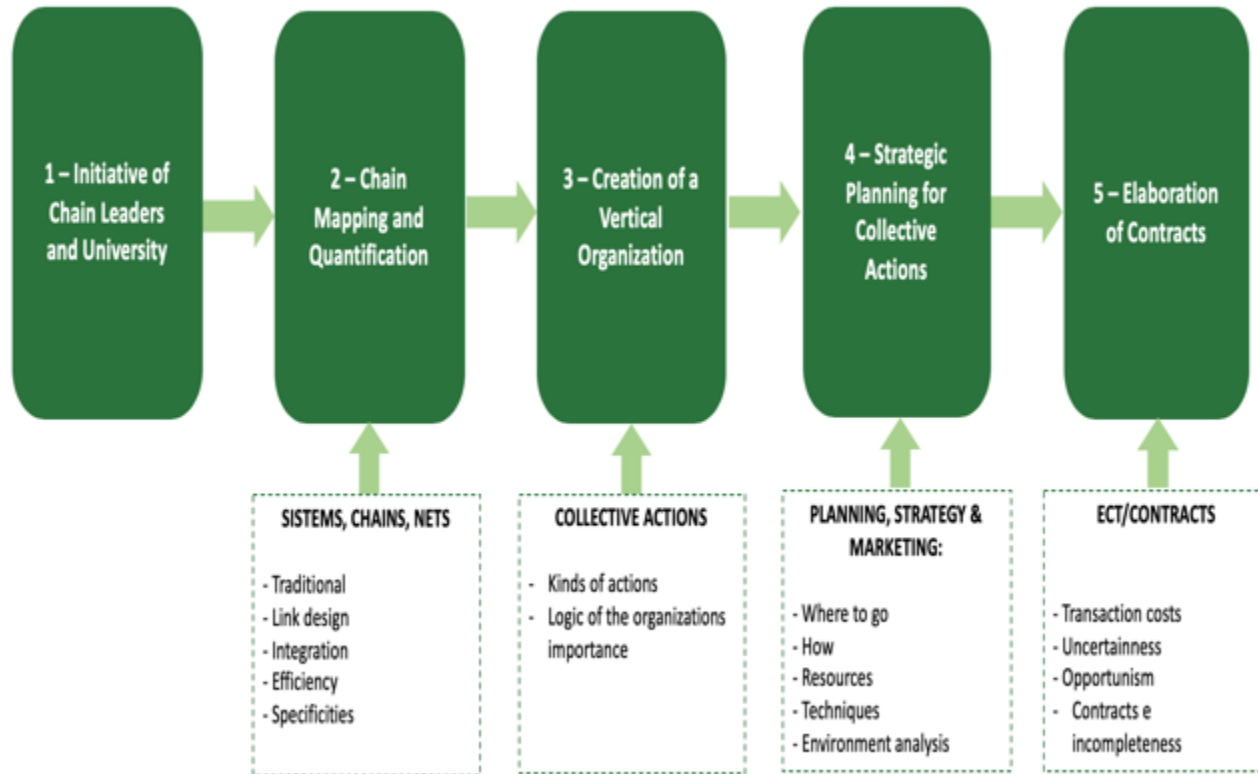 1 – Initiative of
Chain Leaders
and University
2 – Chain
Mapping and
Quantification
3 – Creation of a
Vertical
Organization
4 – Strategic
Planning for
Collective
Actions
5 – Elaboration
of Contracts
SISTEMS, CHAINS, NETS
- Traditional
- Link design
- Integration
- Efficiency
- Specificities
COLLECTIVE ACTIONS
- Kinds of actions
- Logic of the organizations
importance
PLANNING, STRATEGY &
MARKETING:
- Where to go
- How
- Resources
- Techniques
- Environment analysis
ECT/CONTRACTS
- Transaction costs
- Uncertainness
- Opportunism
- Contracts e
incompleteness